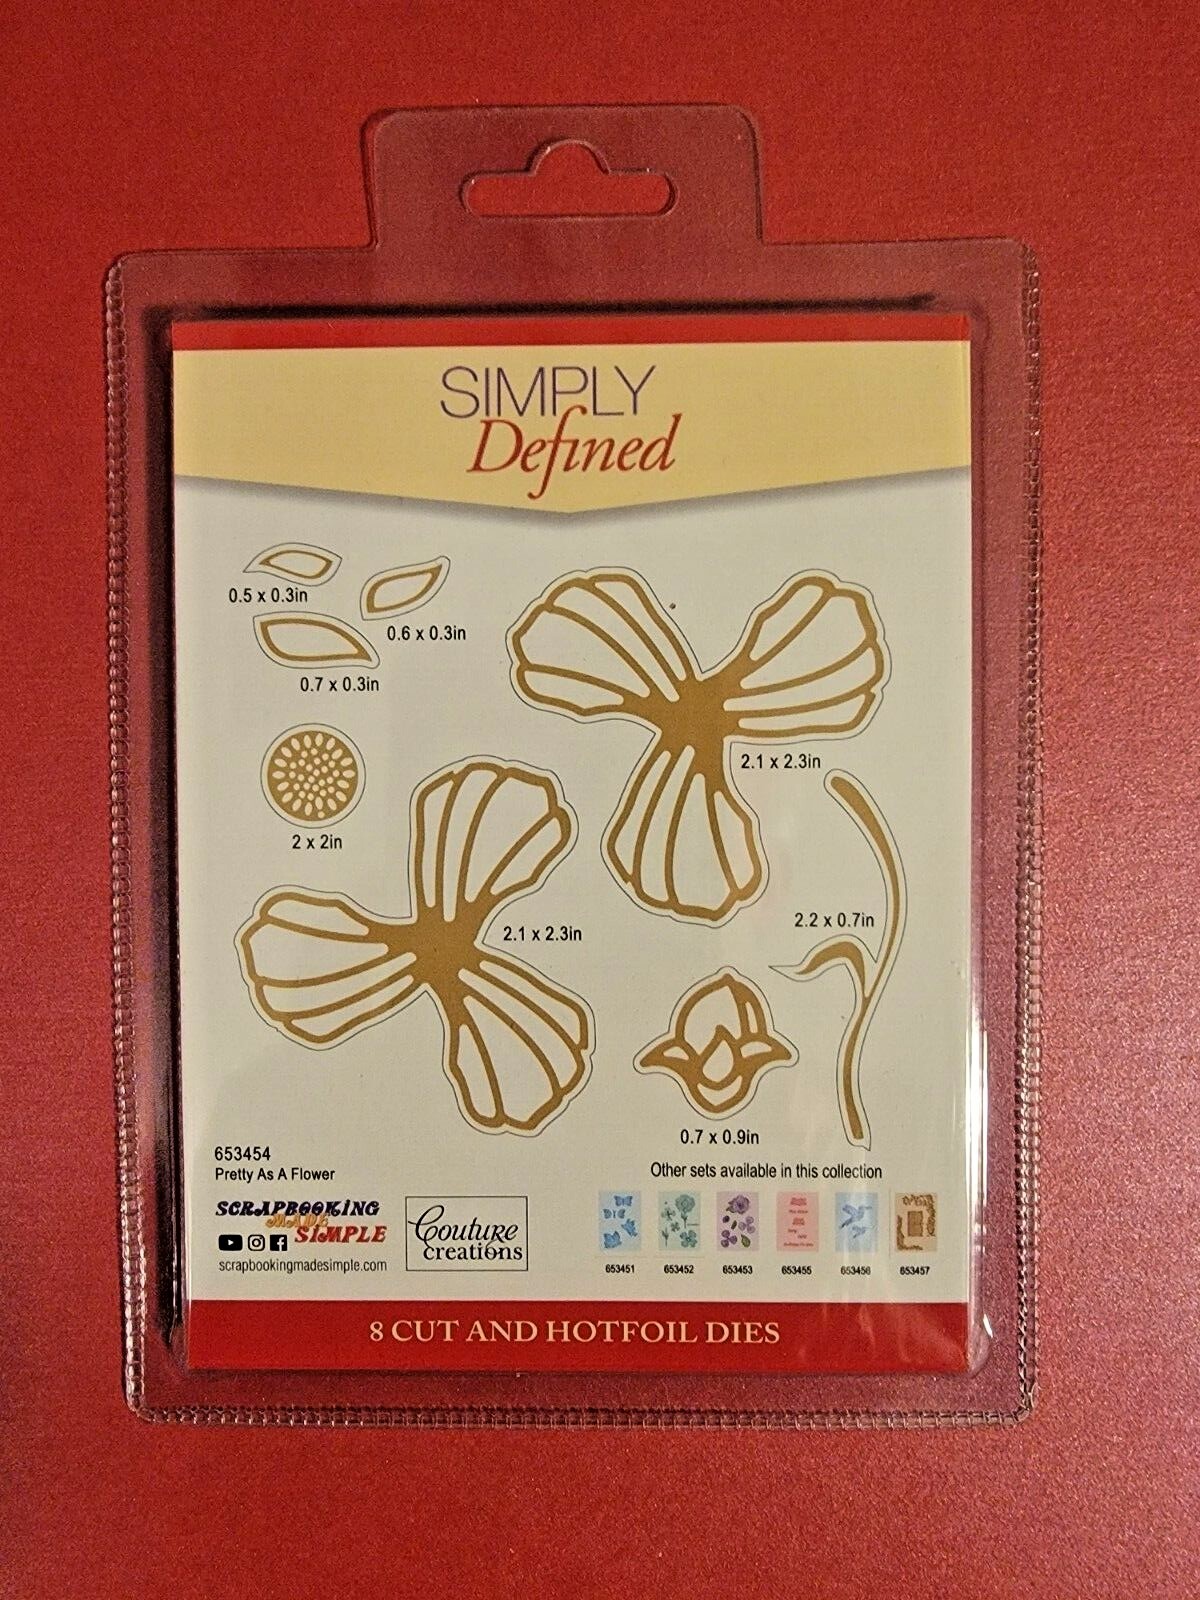 SIMPLY
Defined
0.5 x 0.3in
0.6 x 0.3in
0.7 x 0.3in
2.1 x 2.3in
2 x 2in
2.2 x 0.7in
2.1 x 2.3in
0.7 x 0.9in
653454
Pretty As A Flower
Other sets available in this collection
SCRAPBOOKING
MADE
SIMPLE
scrapbookingmadesimple.com
Couture
creations
653451 653452 653453 653455 653456 653457
8 CUT AND HOTFOIL DIES